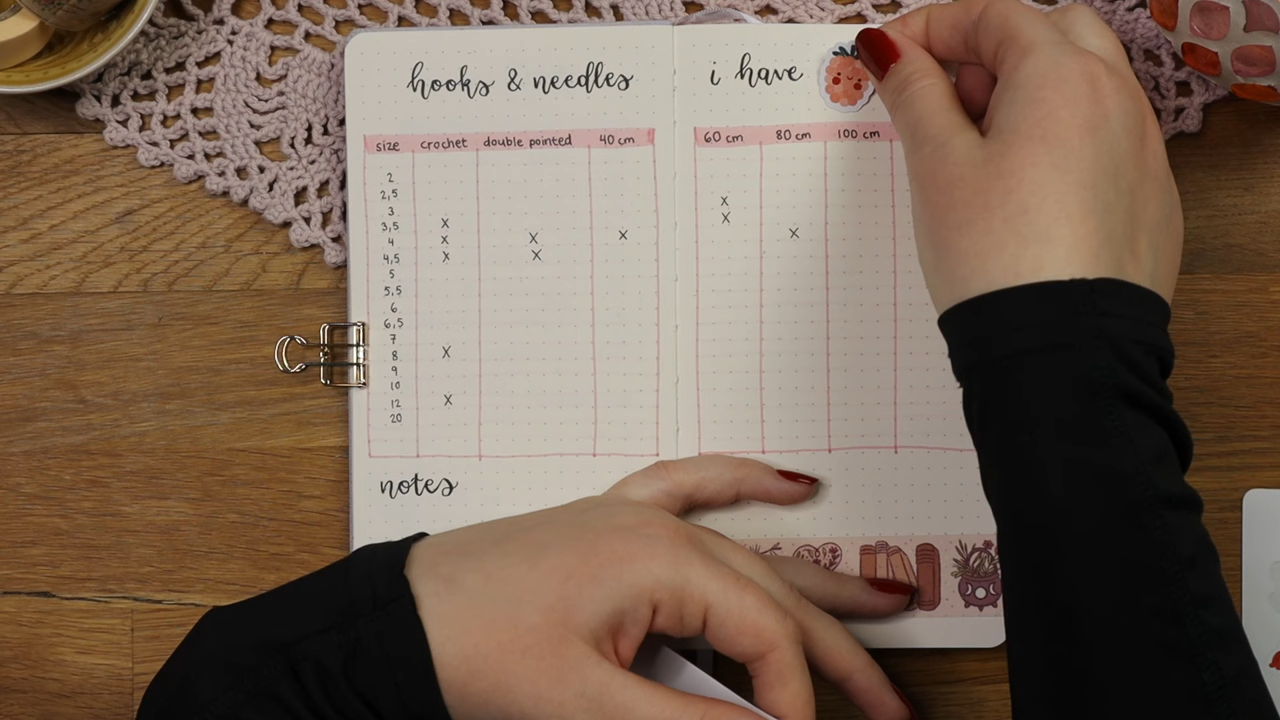 hooks & needles
size crochet double pointed 40 cm
2
2,5
3
3,5 x
4 x x x
4,5 x x
5
5,5
6
6,5
7
8 x
9
10
12 x
20
notes
i have
60 cm 80 cm 100 cm
x
x
x